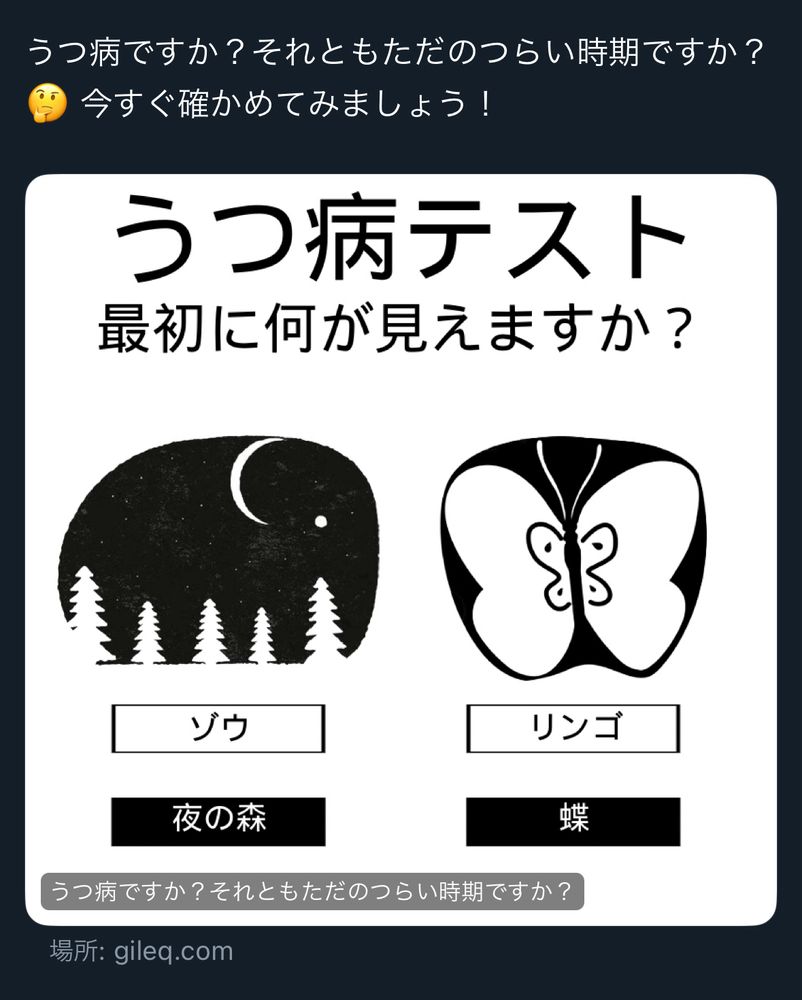 うつ病ですか？それともただのつらい時期ですか？
🤔 今すぐ確かめてみましょう！
うつ病テスト
最初に何が見えますか？
ゾウ
リンゴ
夜の森
蝶
うつ病ですか？それともただのつらい時期ですか？
場所: gileq.com